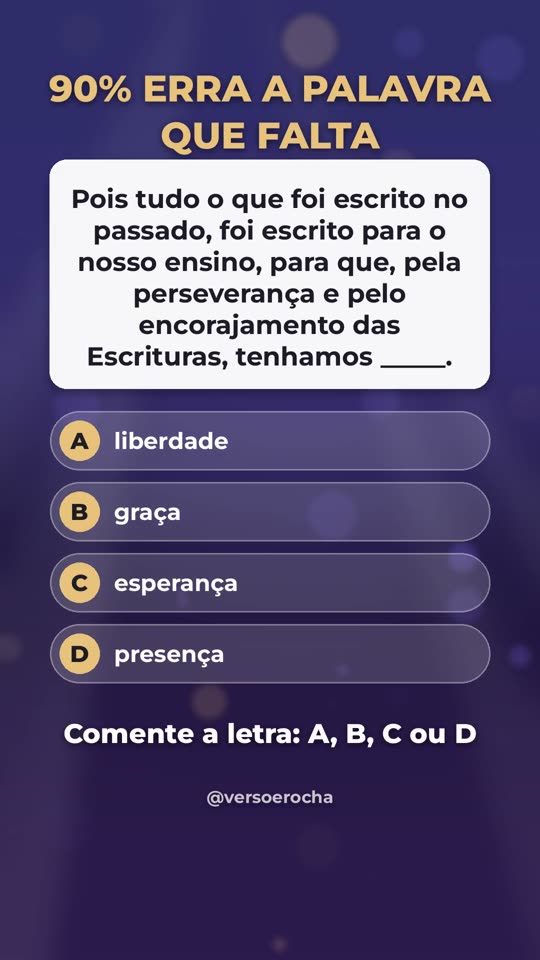 90% ERRA A PALAVRA
QUE FALTA
Pois tudo o que foi escrito no
passado, foi escrito para o
nosso ensino, para que, pela
perseverança e pelo
encorajamento das
Escrituras, tenhamos _____.
A liberdade
B graça
C esperança
D presença
Comente a letra: A, B, C ou D
@versoerocha